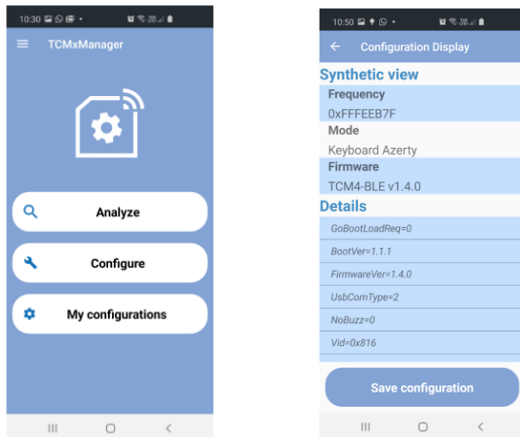 10:30
TCMxManager
Analyze
Configure
My configurations
10:50
Configuration Display
Synthetic view
Frequency
0xFFFEEB7F
Mode
Keyboard Azerty
Firmware
TCM4-BLE v1.4.0
Details
GoBootLoadReq=0
BootVer=1.1.1
FirmwareVer=1.4.0
UsbComType=2
NoBuzz=0
Vid=0x816
Save configuration